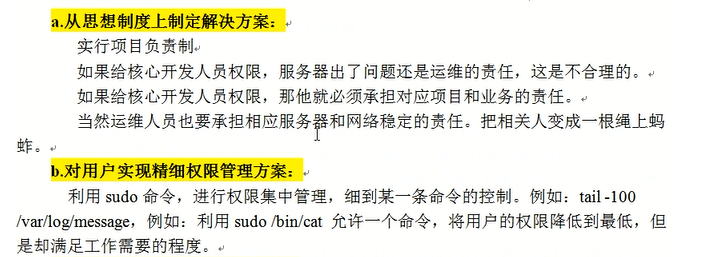 a.从思想制度上制定解决方案：
实行项目负责制
如果给核心开发人员权限，服务器出了问题还是运维的责任，这是不合理的。
如果给核心开发人员权限，那他就必须承担对应项目和业务的责任。
当然运维人员也要承担相应服务器和网络稳定的责任。把相关人变成一根绳上蚂
蚱。
b.对用户实现精细权限管理方案：
利用 sudo 命令，进行权限集中管理，细到某一条命令的控制。例如：tail -100
/var/log/message，例如：利用 sudo /bin/cat 允许一个命令，将用户的权限降低到最低，但
是却满足工作需要的程度。